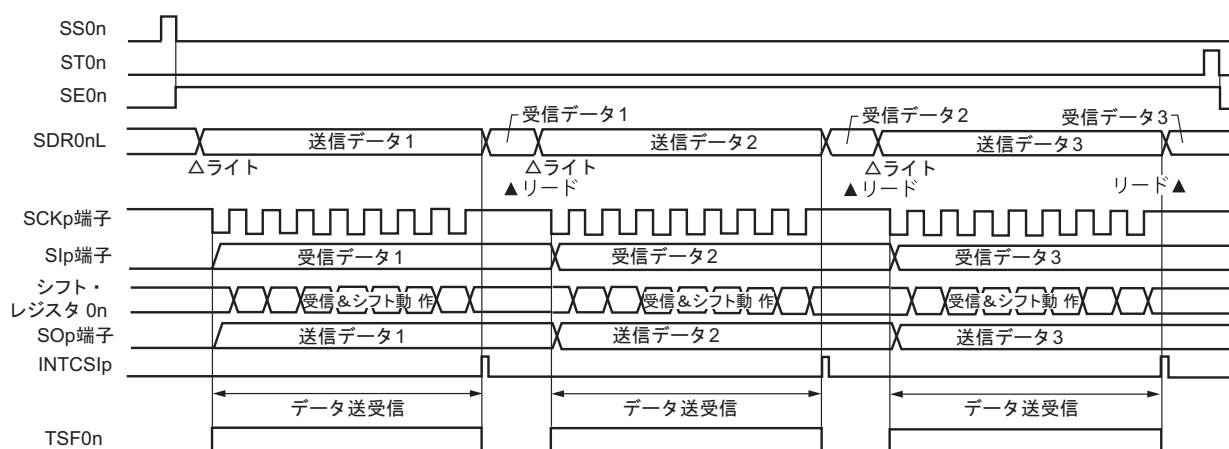 SS0n
ST0n
SE0n
受信データ1 受信データ2 受信データ3
SDR0nL 送信データ1 送信データ2 送信データ3
△ライト △ライト △ライト
▲リード ▲リード リード▲
SCKp端子
SIp端子 受信データ1 受信データ2 受信データ3
シフト・
レジスタ 0n 受信&シフト動 作 受信&シフト動 作 受信&シフト動 作
SOp端子 送信データ1 送信データ2 送信データ3
INTCSIp
データ送受信 データ送受信 データ送受信
TSF0n